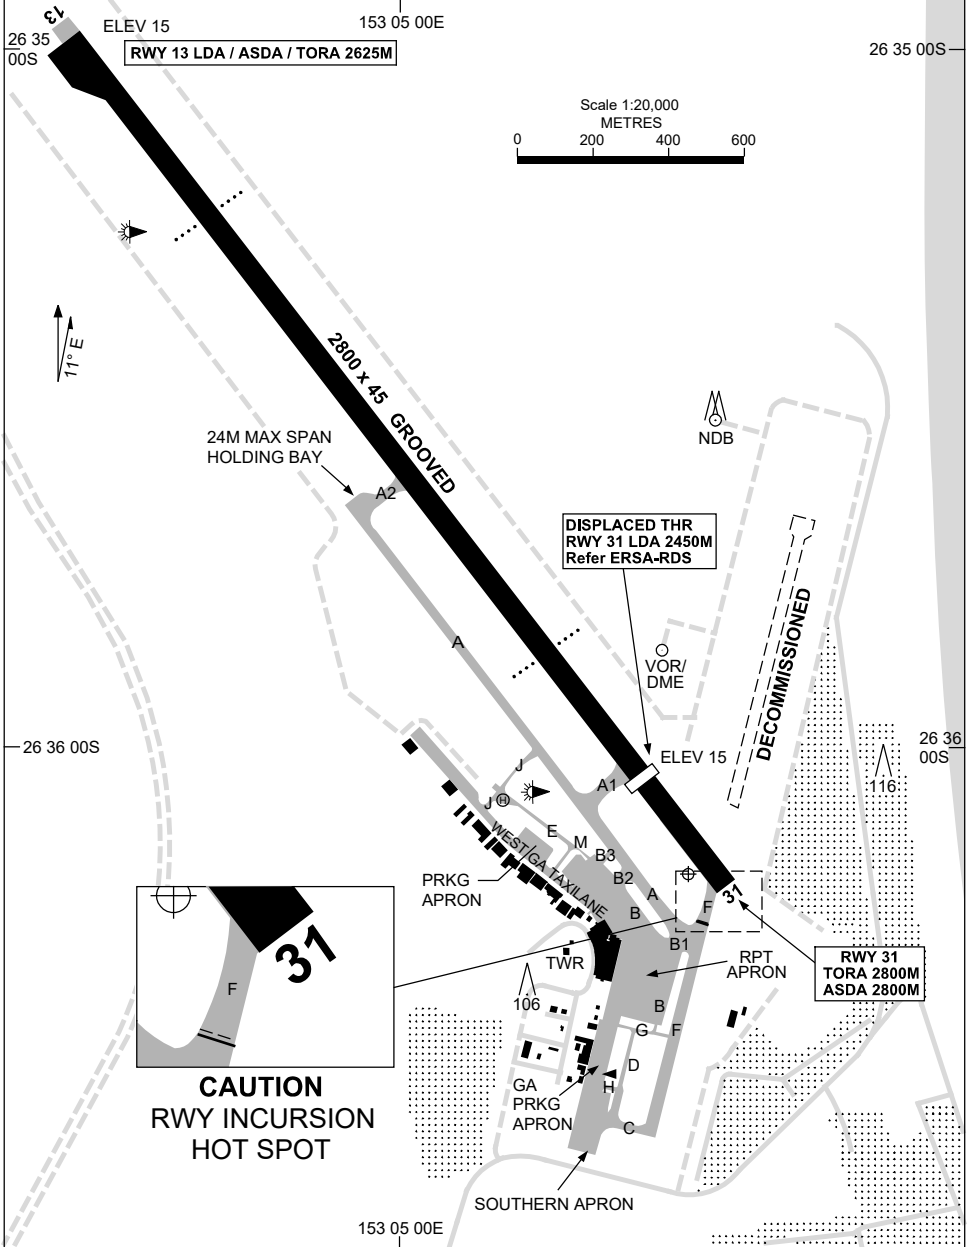 13
ELEV 15
153 05 00E
26 35
00S
RWY 13 LDA / ASDA / TORA 2625M
26 35 00S
Scale 1:20,000
METRES
0 200 400 600
11° E
2800 x 45 GROOVED
24M MAX SPAN
HOLDING BAY
A2
NDB
DISPLACED THR
RWY 31 LDA 2450M
Refer ERSA-RDS
DECOMMISSIONED
A
VOR/
DME
26 36 00S
26 36
00S
ELEV 15
116
J
A1
J
H
E
M
B3
WEST GA TAXILANE
PRKG
APRON
B2
A
B
31
F
B1
TWR
RPT
APRON
RWY 31
TORA 2800M
ASDA 2800M
106
B
G
F
D
H
GA
PRKG
APRON
C
SOUTHERN APRON
31
F
CAUTION
RWY INCURSION
HOT SPOT
153 05 00E